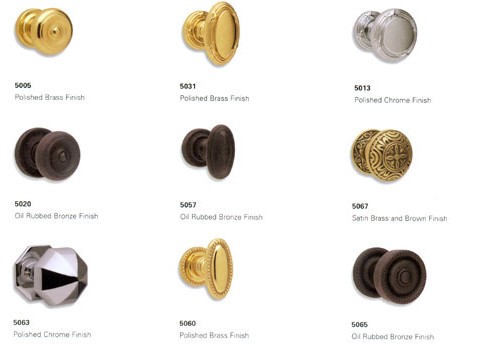 5005
Polished Brass Finish
5031
Polished Brass Finish
5013
Polished Chrome Finish
5020
Oil Rubbed Bronze Finish
5057
Oil Rubbed Bronze Finish
5067
Satin Brass and Brown Finish
5063
Polished Chrome Finish
5060
Polished Brass Finish
5065
Oil Rubbed Bronze Finish